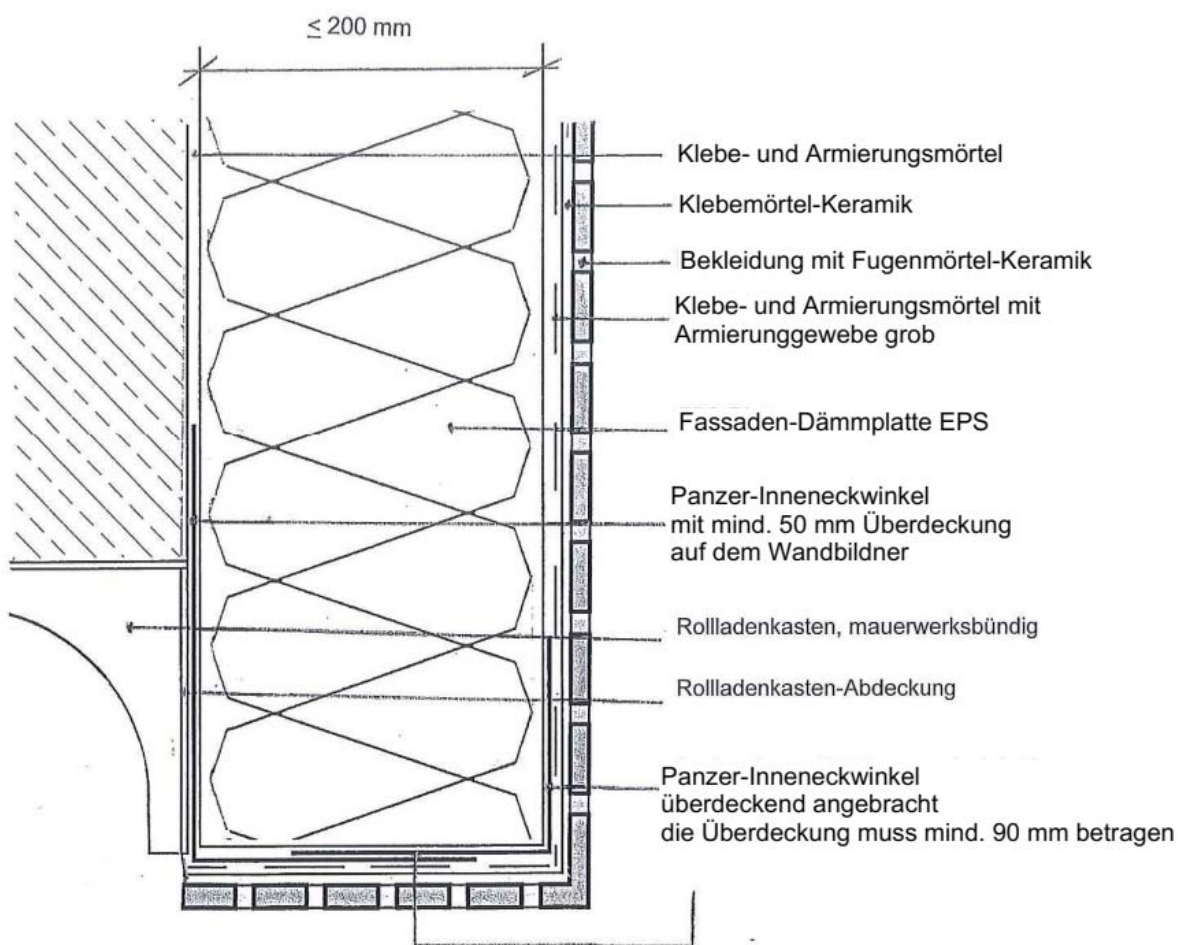 ≤ 200 mm
Klebe- und Armierungsmörtel
Klebemörtel-Keramik
Bekleidung mit Fugenmörtel-Keramik
Klebe- und Armierungsmörtel mit
Armierunggewebe grob
Fassaden-Dämmplatte EPS
Panzer-Inneneckwinkel
mit mind. 50 mm Überdeckung
auf dem Wandbildner
Rollladenkasten, mauerwerksbündig
Rollladenkasten-Abdeckung
Panzer-Inneneckwinkel
überdeckend angebracht
die Überdeckung muss mind. 90 mm betragen